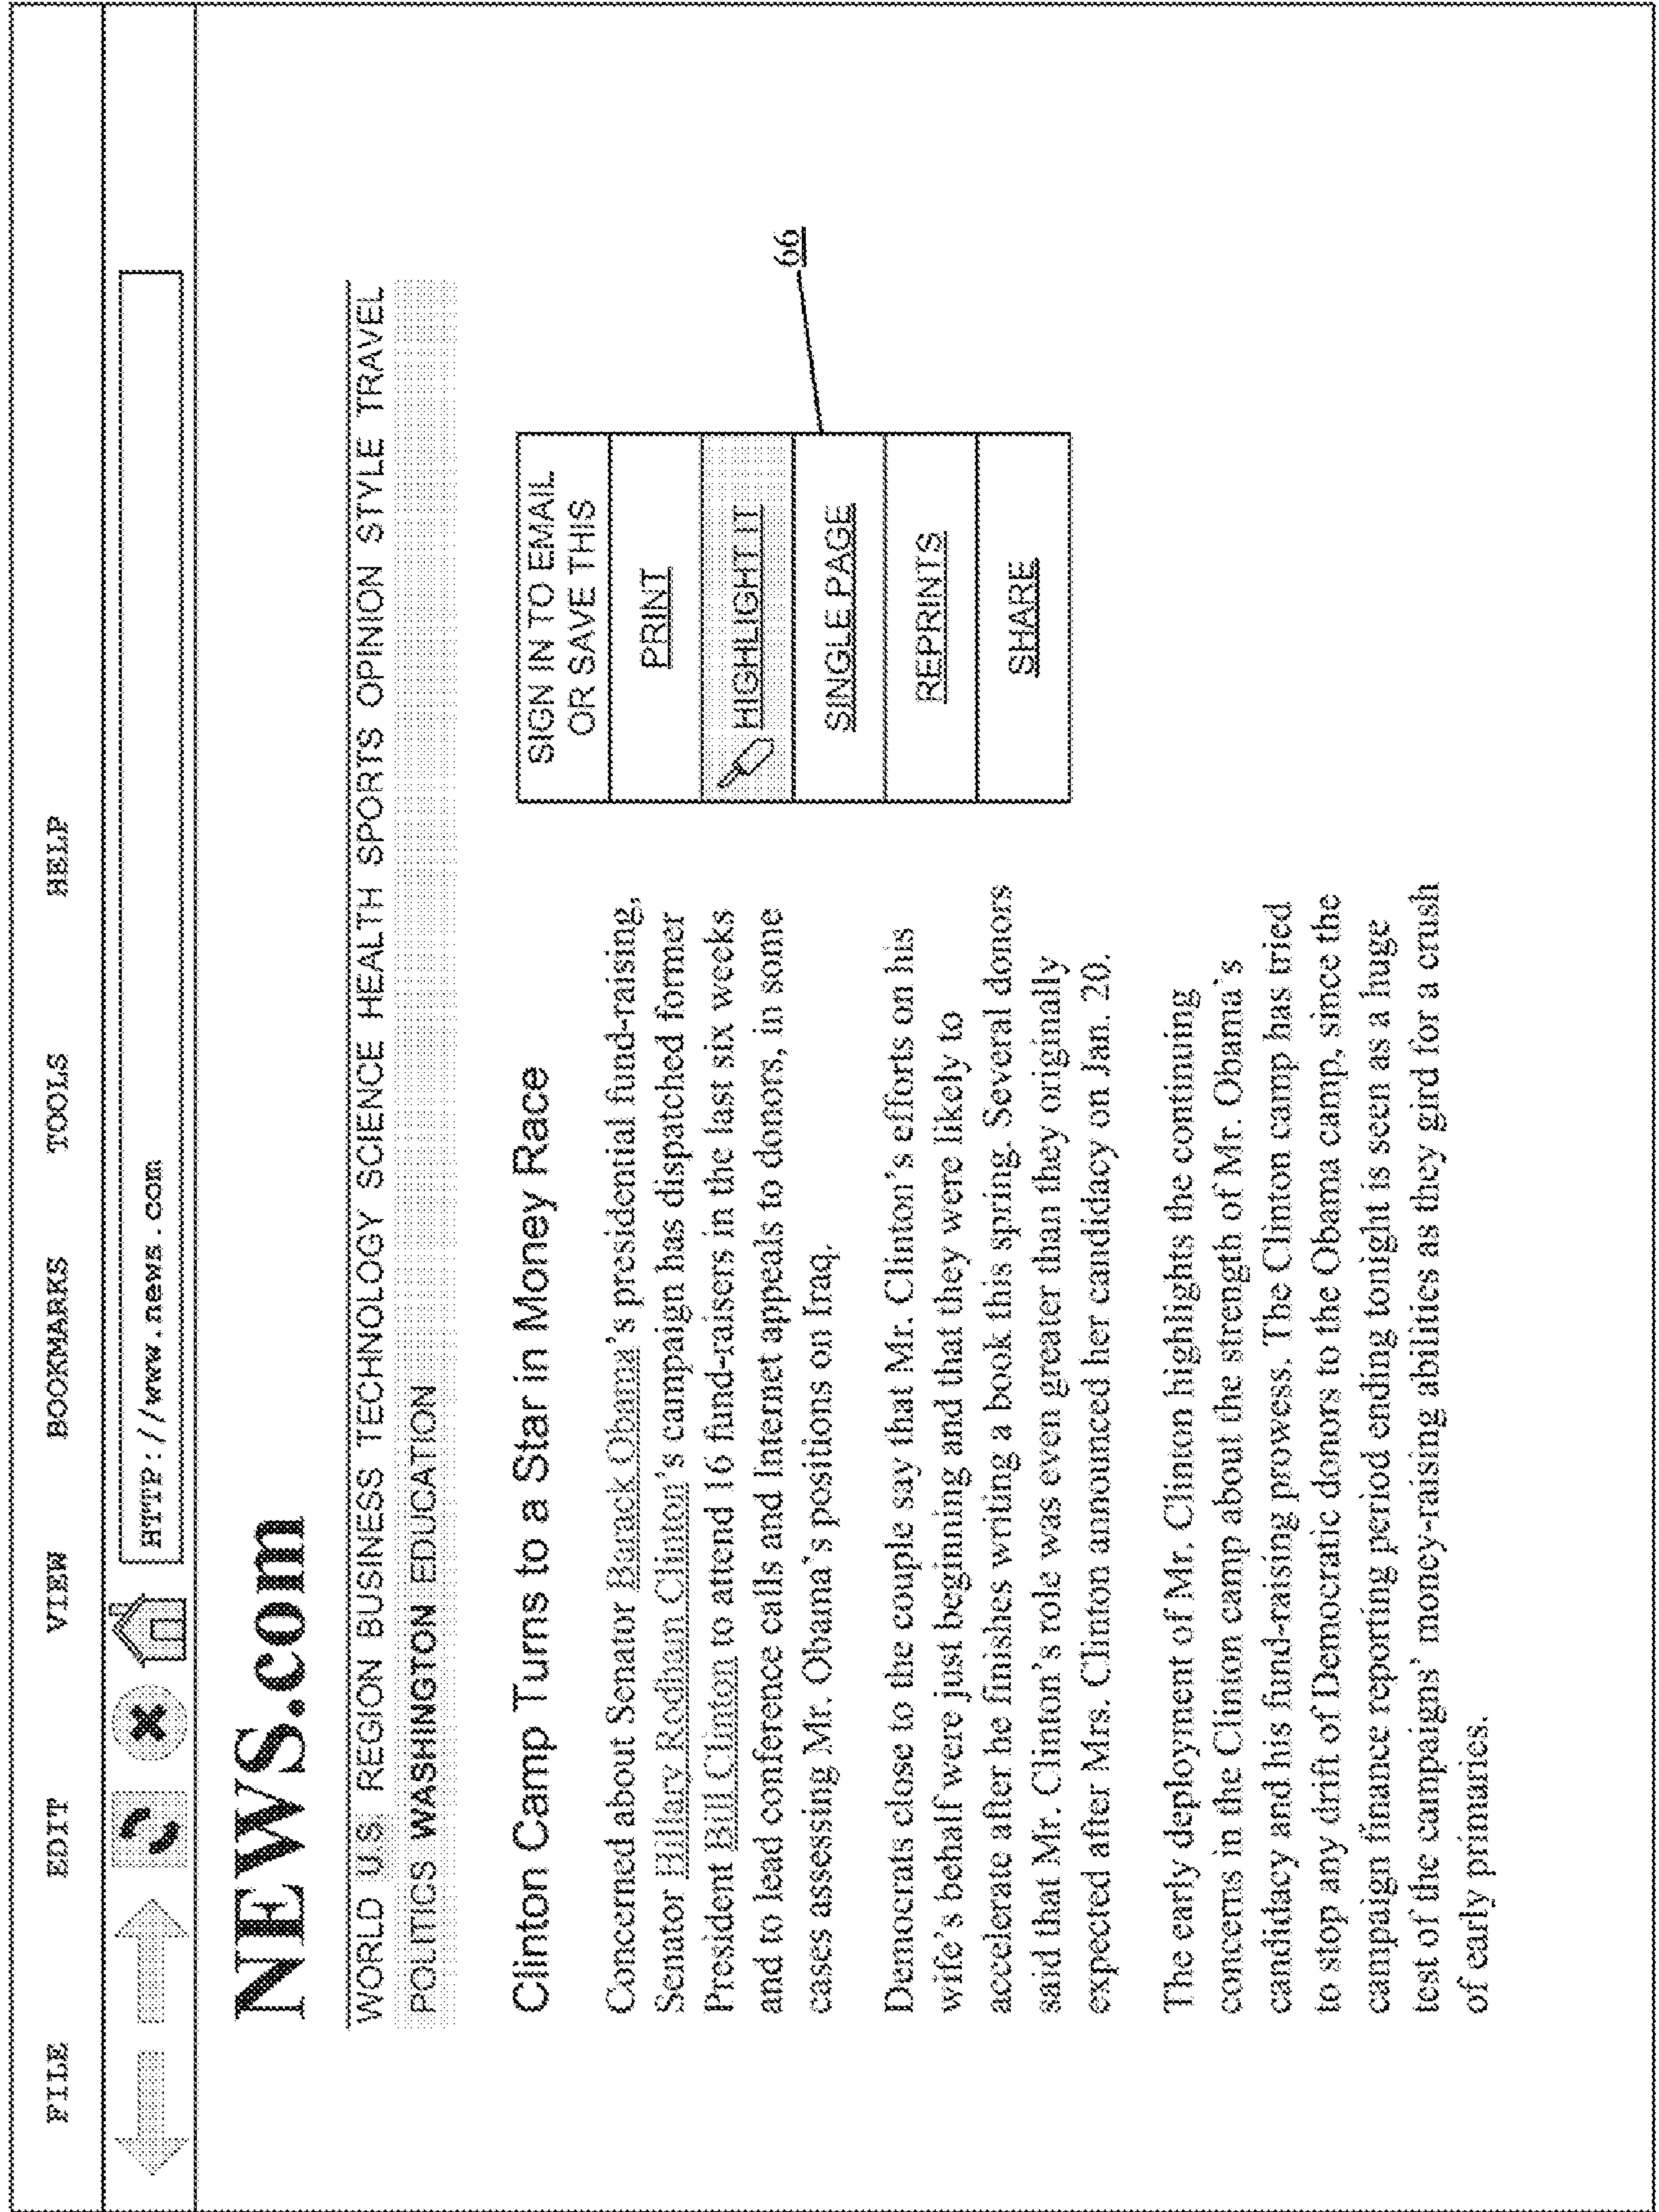 FILE EDIT VIEW BOOKMARKS TOOLS HELP
HTTP://www.news.com
NEWS.com
WORLD U.S. REGION BUSINESS TECHNOLOGY SCIENCE HEALTH SPORTS OPINION STYLE TRAVEL
POLITICS WASHINGTON EDUCATION
Clinton Camp Turns to a Star in Money Race
Concerned about Senator Barack Obama's presidential fund-raising,
Senator Hillary Rodham Clinton's campaign has dispatched former
President Bill Clinton to attend 16 fund-raisers in the last six weeks
and to lead conference calls and Internet appeals to donors, in some
cases assessing Mr. Obama's positions on Iraq.
Democrats close to the couple say that Mr. Clinton's efforts on his
wife's behalf were just beginning and that they were likely to
accelerate after he finishes writing a book this spring. Several donors
said that Mr. Clinton's role was even greater than they originally
expected after Mrs. Clinton announced her candidacy on Jan. 20.
The early deployment of Mr. Clinton highlights the continuing
concerns in the Clinton camp about the strength of Mr. Obama's
candidacy and his fund-raising prowess. The Clinton camp has tried
to stop any drift of Democratic donors to the Obama camp, since the
campaign finance reporting period ending tonight is seen as a huge
test of the campaigns' money-raising abilities as they gird for a crush
of early primaries.
SIGN IN TO EMAIL
OR SAVE THIS
PRINT
HIGHLIGHT IT
SINGLE PAGE
REPRINTS
SHARE
66